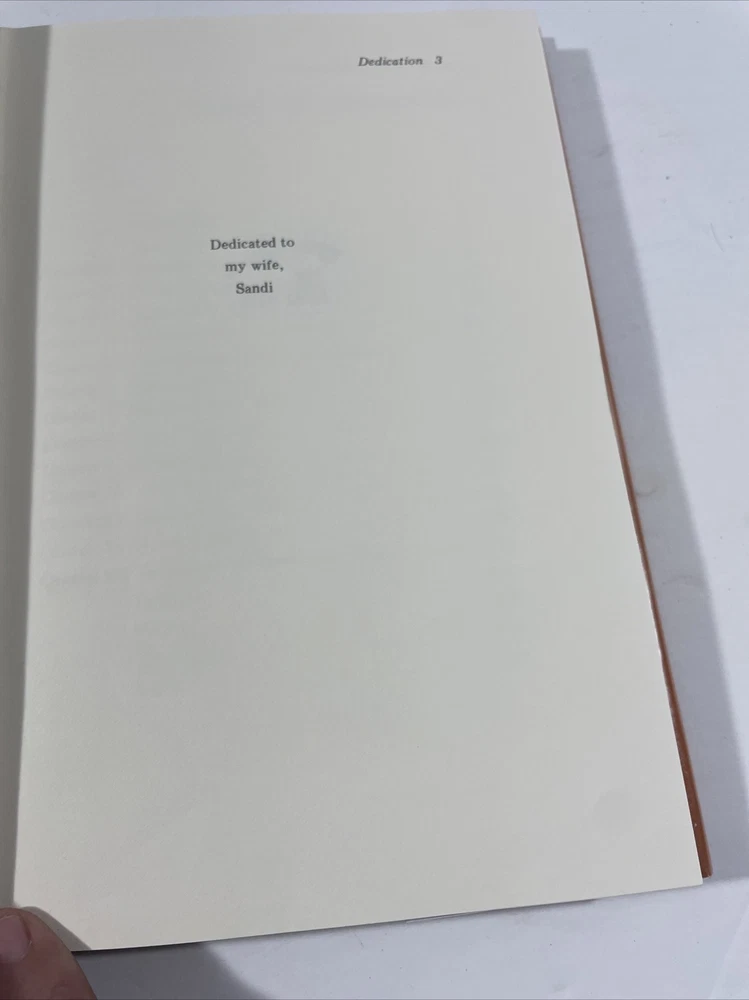 Dedication 3
Dedicated to
my wife,
Sandi